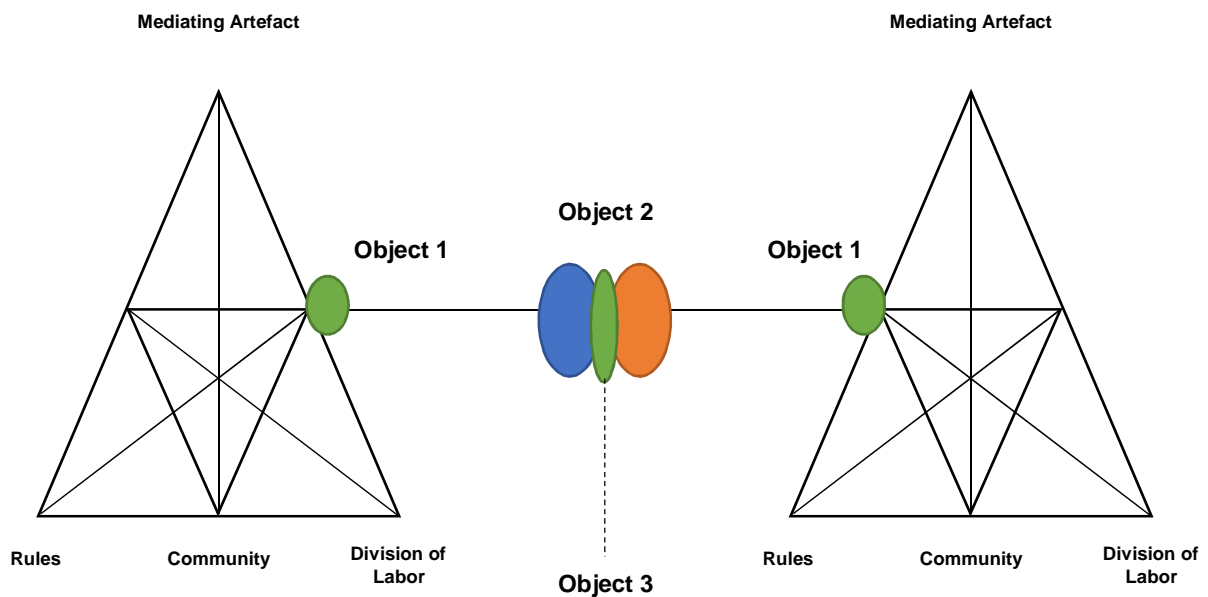 Mediating Artefact
Mediating Artefact
Object 2
Object 1
Object 1
Rules
Community
Division of
Labor
Rules
Community
Division of
Labor
Object 3